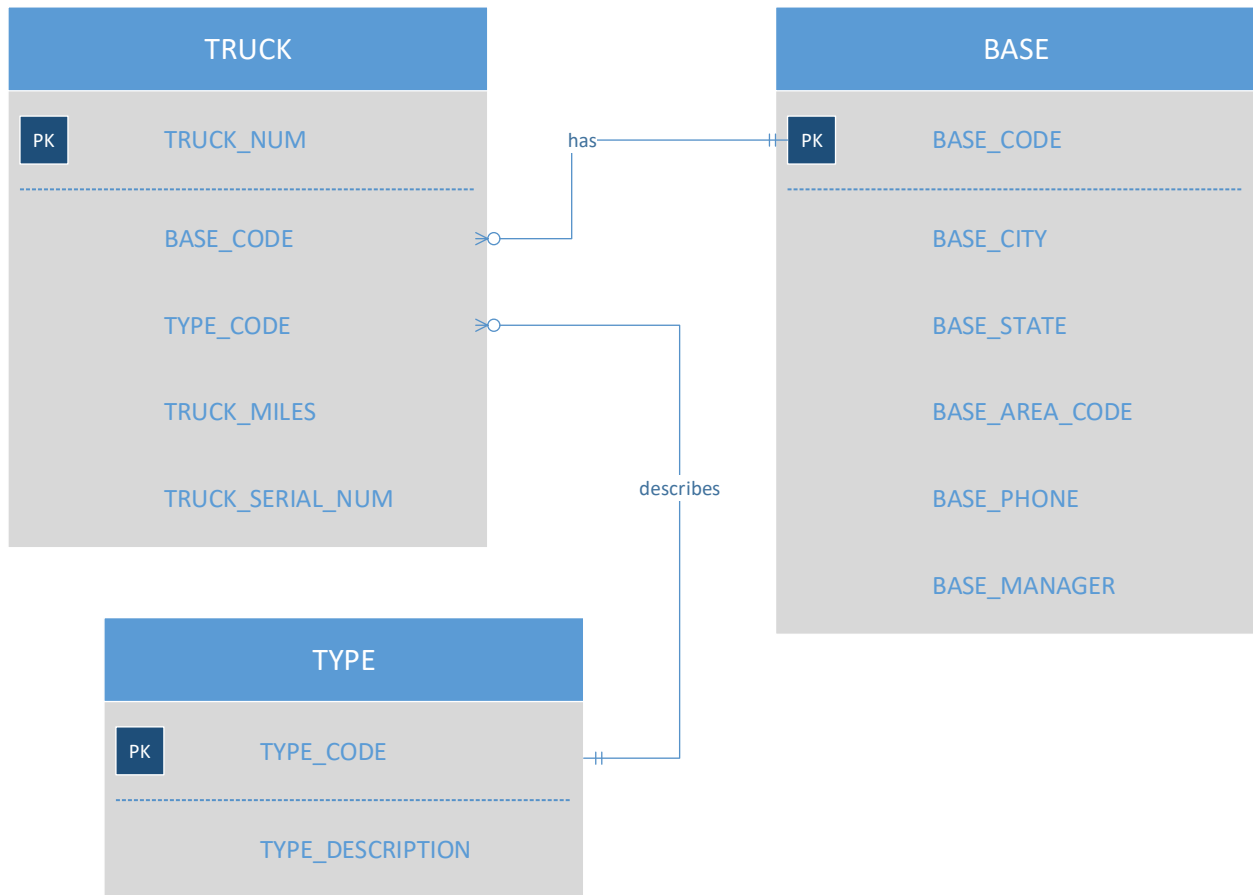 TRUCK
PK
TRUCK_NUM
BASE_CODE
TYPE_CODE
TRUCK_MILES
TRUCK_SERIAL_NUM
has
describes
BASE
PK
BASE_CODE
BASE_CITY
BASE_STATE
BASE_AREA_CODE
BASE_PHONE
BASE_MANAGER
TYPE
PK
TYPE_CODE
TYPE_DESCRIPTION